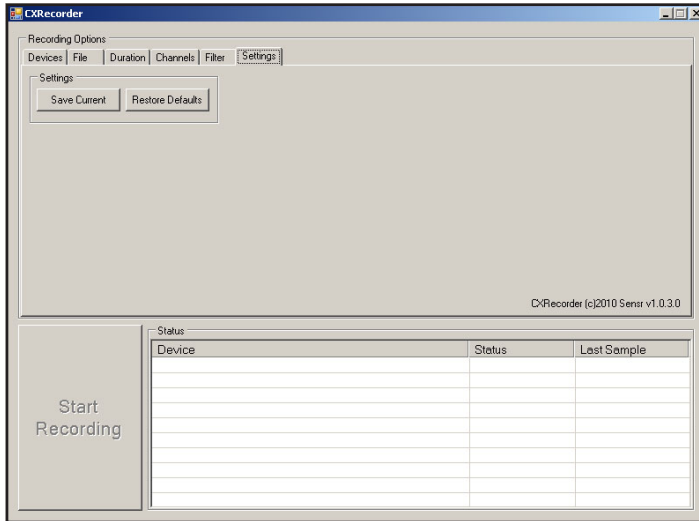 CXRecorder
Recording Options
Devices File Duration Channels Filter Settings
Settings
Save Current Restore Defaults
CXRecorder (c)2010 Sensr v1.0.3.0
Status
Device Status Last Sample
Start
Recording